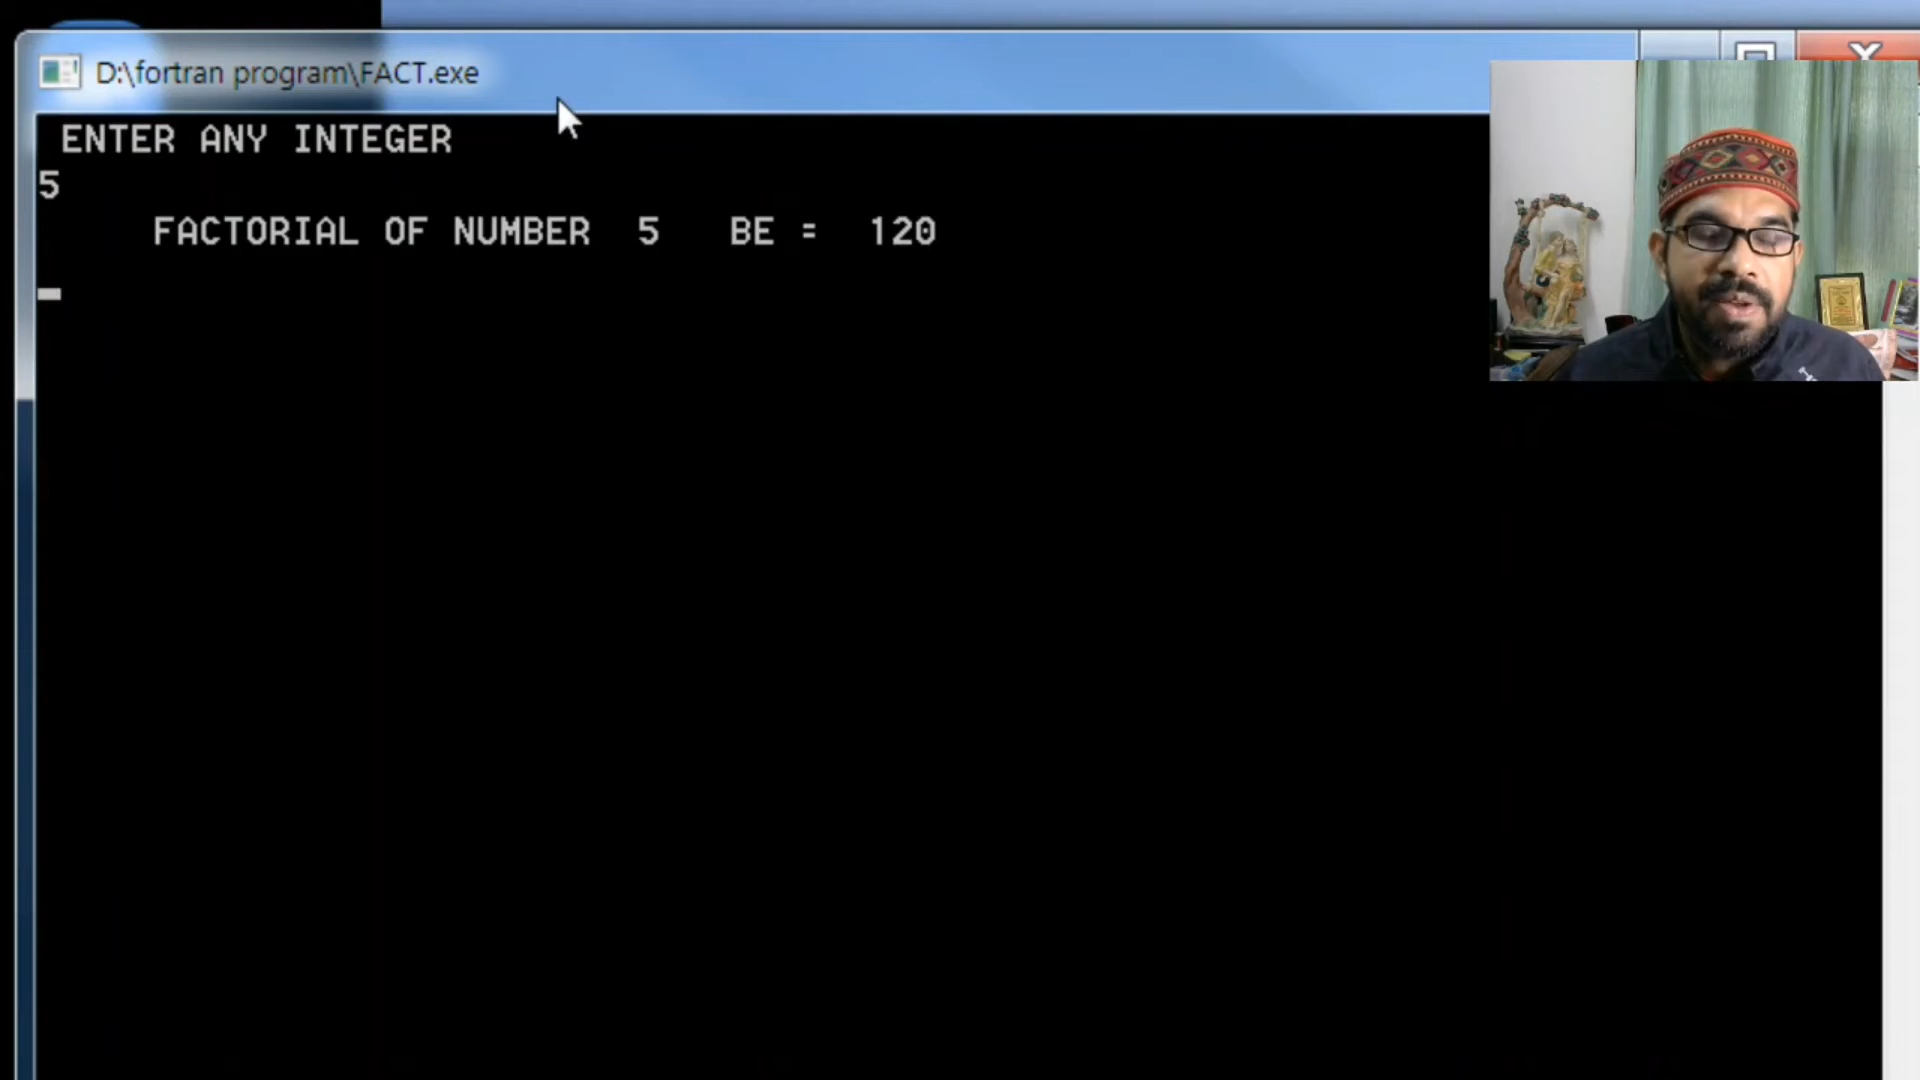 D:\fortran program\FACT.exe
ENTER ANY INTEGER
5
FACTORIAL OF NUMBER 5 BE = 120